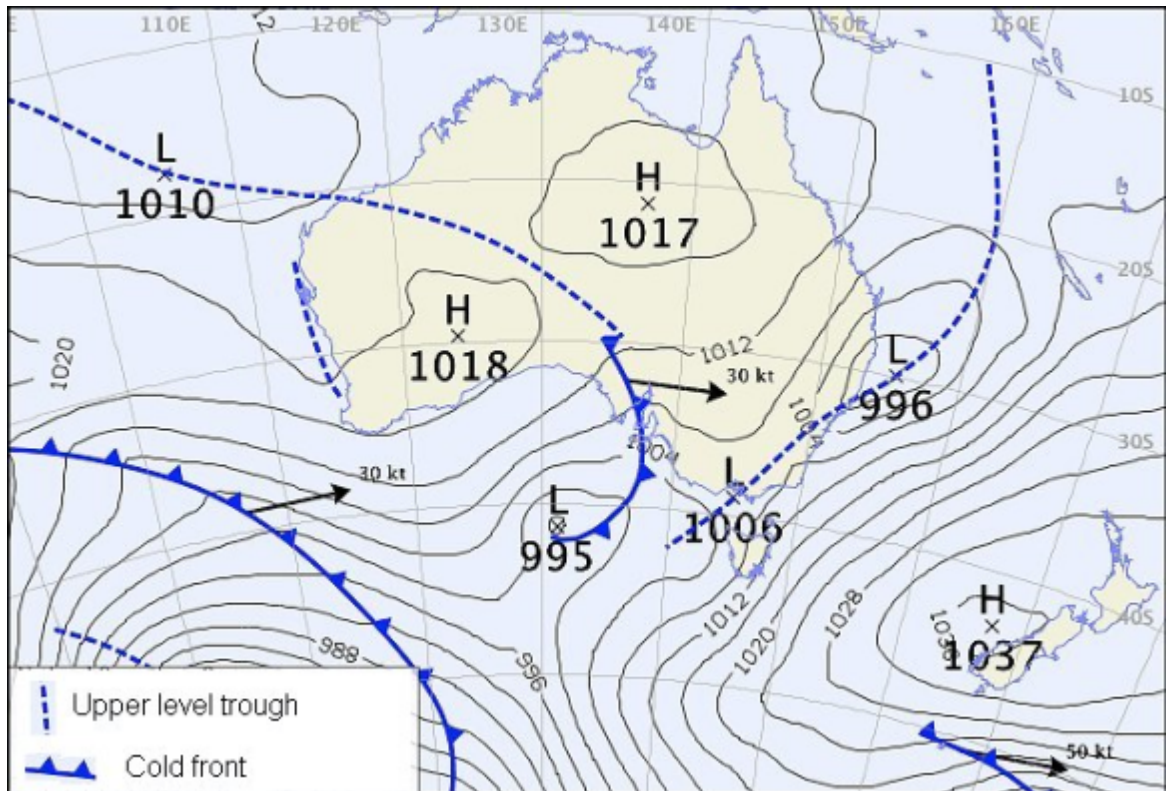 110E
120E
130E
140E
150E
160E
12
10S
L
1010
H
1017
20S
1020
H
1018
1012
30 kt
L
996
1004
30S
1004
30 kt
L
995
L
1006
1012
1028
H
1037
40S
1020
988
996
50 kt
Upper level trough
Cold front